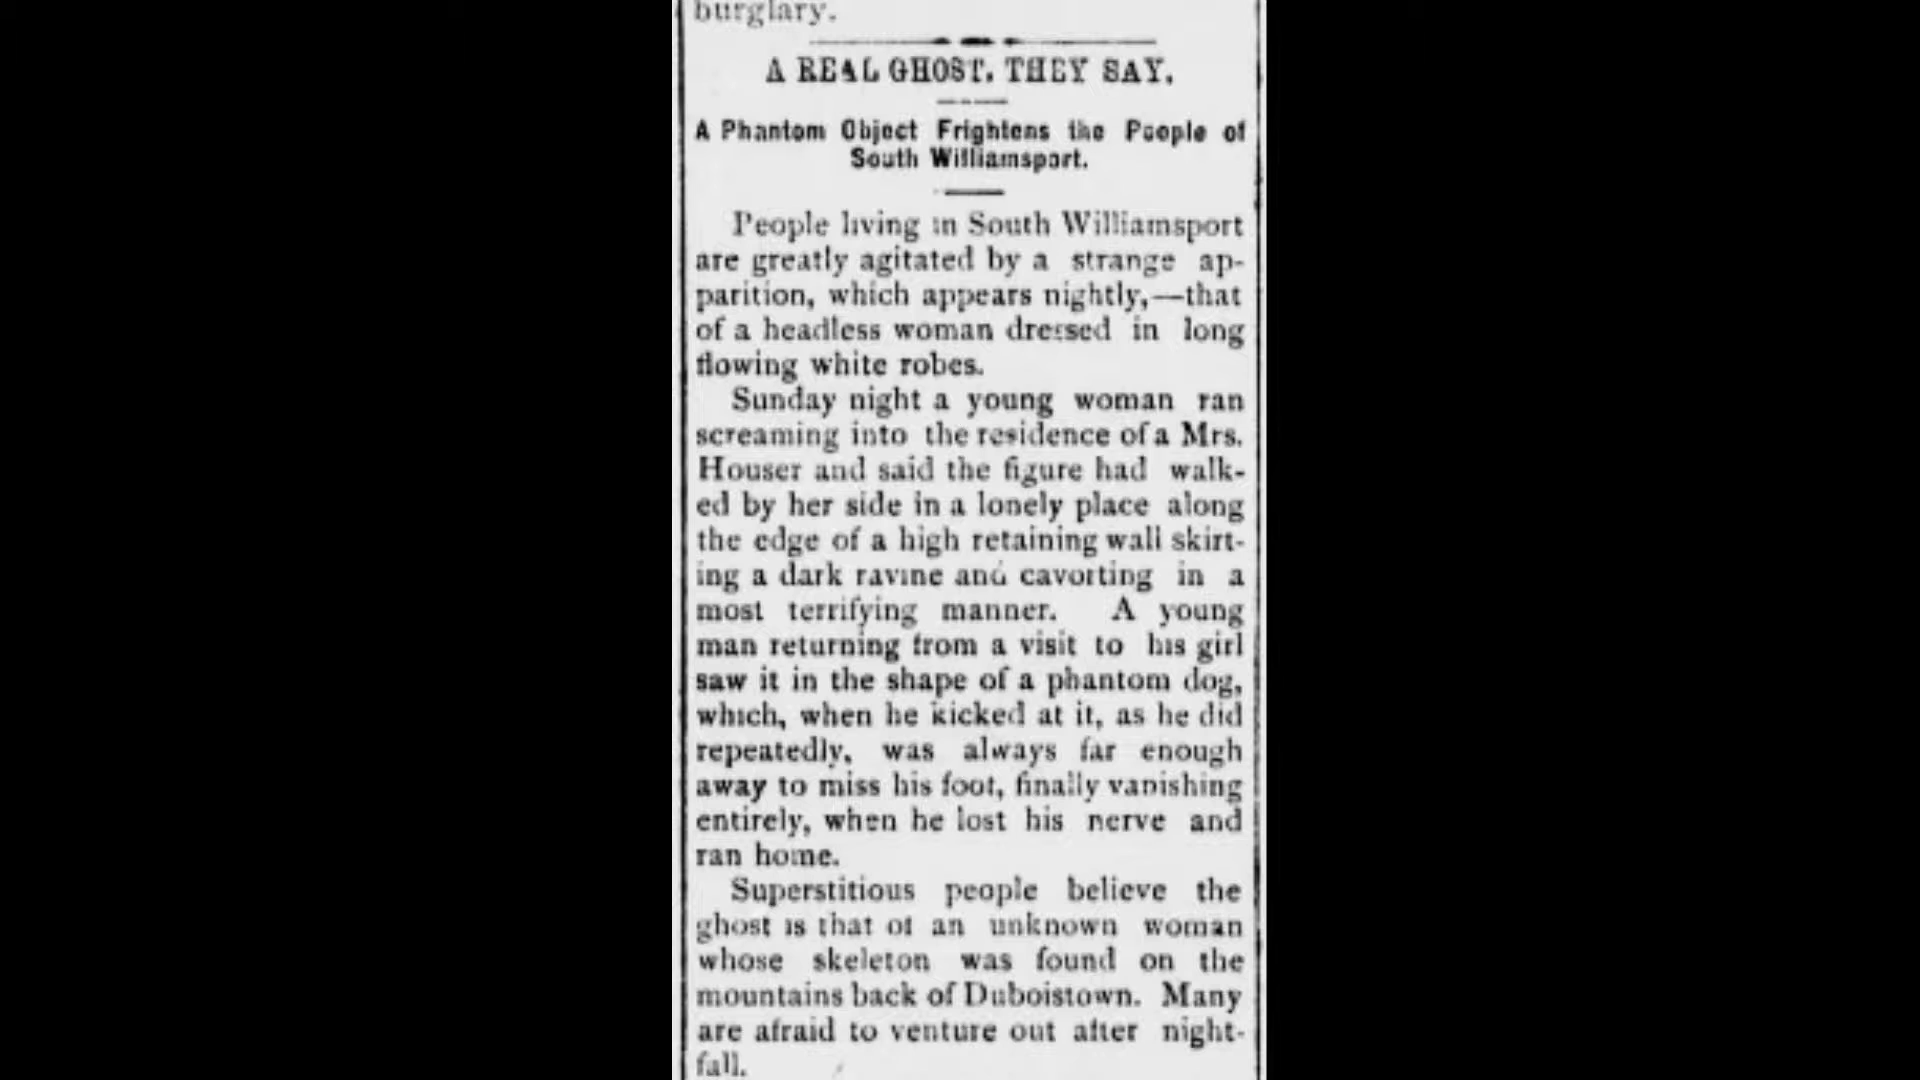 burglary.
A REAL GHOST, THEY SAY.
A Phantom Object Frightens the People of
South Williamsport.
People living in South Williamsport
are greatly agitated by a strange ap-
parition, which appears nightly,—that
of a headless woman dressed in long
flowing white robes.
Sunday night a young woman ran
screaming into the residence of a Mrs.
Houser and said the figure had walk-
ed by her side in a lonely place along
the edge of a high retaining wall skirt-
ing a dark ravine and cavorting in a
most terrifying manner. A young
man returning from a visit to his girl
saw it in the shape of a phantom dog,
which, when he kicked at it, as he did
repeatedly, was always far enough
away to miss his foot, finally vanishing
entirely, when he lost his nerve and
ran home.
Superstitious people believe the
ghost is that of an unknown woman
whose skeleton was found on the
mountains back of Duboistown. Many
are afraid to venture out after night-
fall.